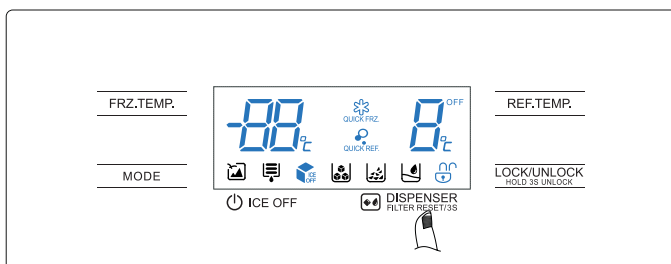 FRZ.TEMP.
-88°c
QUICK FRZ.
QUICK REF.
8°c
OFF
REF.TEMP.
MODE
ICE
OFF
LOCK/UNLOCK
HOLD 3S UNLOCK
ICE OFF
DISPENSER
FILTER RESET/3S